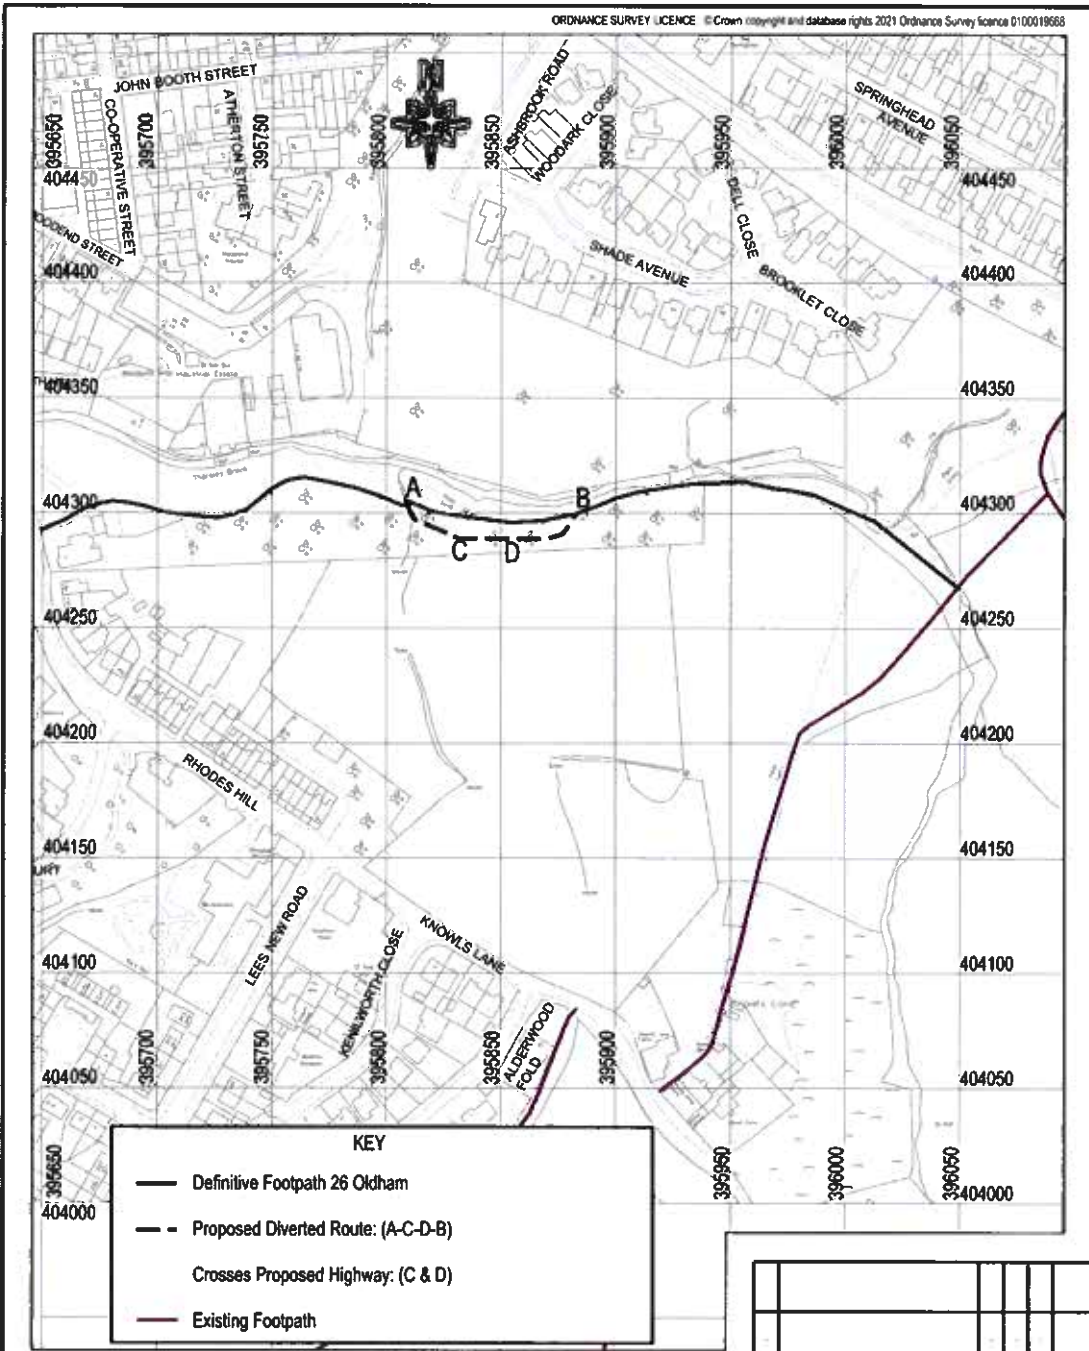 ORDNANCE SURVEY LICENCE © Crown copyright and database rights 2021 Ordnance Survey licence 0100019668
JOHN BOOTH STREET
CO-OPERATIVE STREET
ATHERTON STREET
N
ASHBROOK ROAD
WOODARK CLOSE
SPRINGHEAD
AVENUE
395650
395700
395750
395800
395850
395900
395950
396000
396050
404450
404450
DELL CLOSE
SHADE AVENUE
BROOKLET CLOSE
404400
404400
404350
404350
Thornley Brook
A
B
C
D
404300
404300
404250
404250
404200
404200
RHODES HILL
404150
404150
LEES NEW ROAD
KENILWORTH CLOSE
KNOWLS LANE
ALDERWOOD
FOLD
404100
404100
395700
395750
395800
395850
395900
404050
404050
395650
395950
396000
396050
404000
404000
KEY
Definitive Footpath 26 Oldham
Proposed Diverted Route: (A-C-D-B)
Crosses Proposed Highway: (C & D)
Existing Footpath